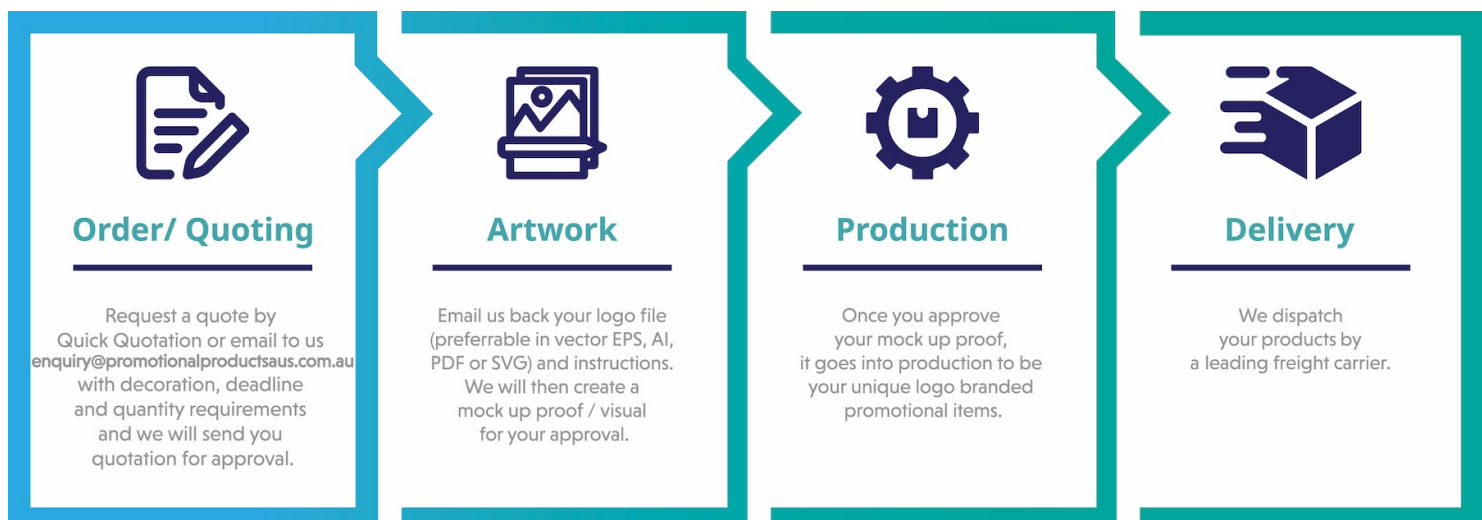 Order/ Quoting
Request a quote by
Quick Quotation or email to us
enquiry@promotionalproductsaus.com.au
with decoration, deadline
and quantity requirements
and we will send you
quotation for approval.
Artwork
Email us back your logo file
(preferrable in vector EPS, AI,
PDF or SVG) and instructions.
We will then create a
mock up proof / visual
for your approval.
Production
Once you approve
your mock up proof,
it goes into production to be
your unique logo branded
promotional items.
Delivery
We dispatch
your products by
a leading freight carrier.